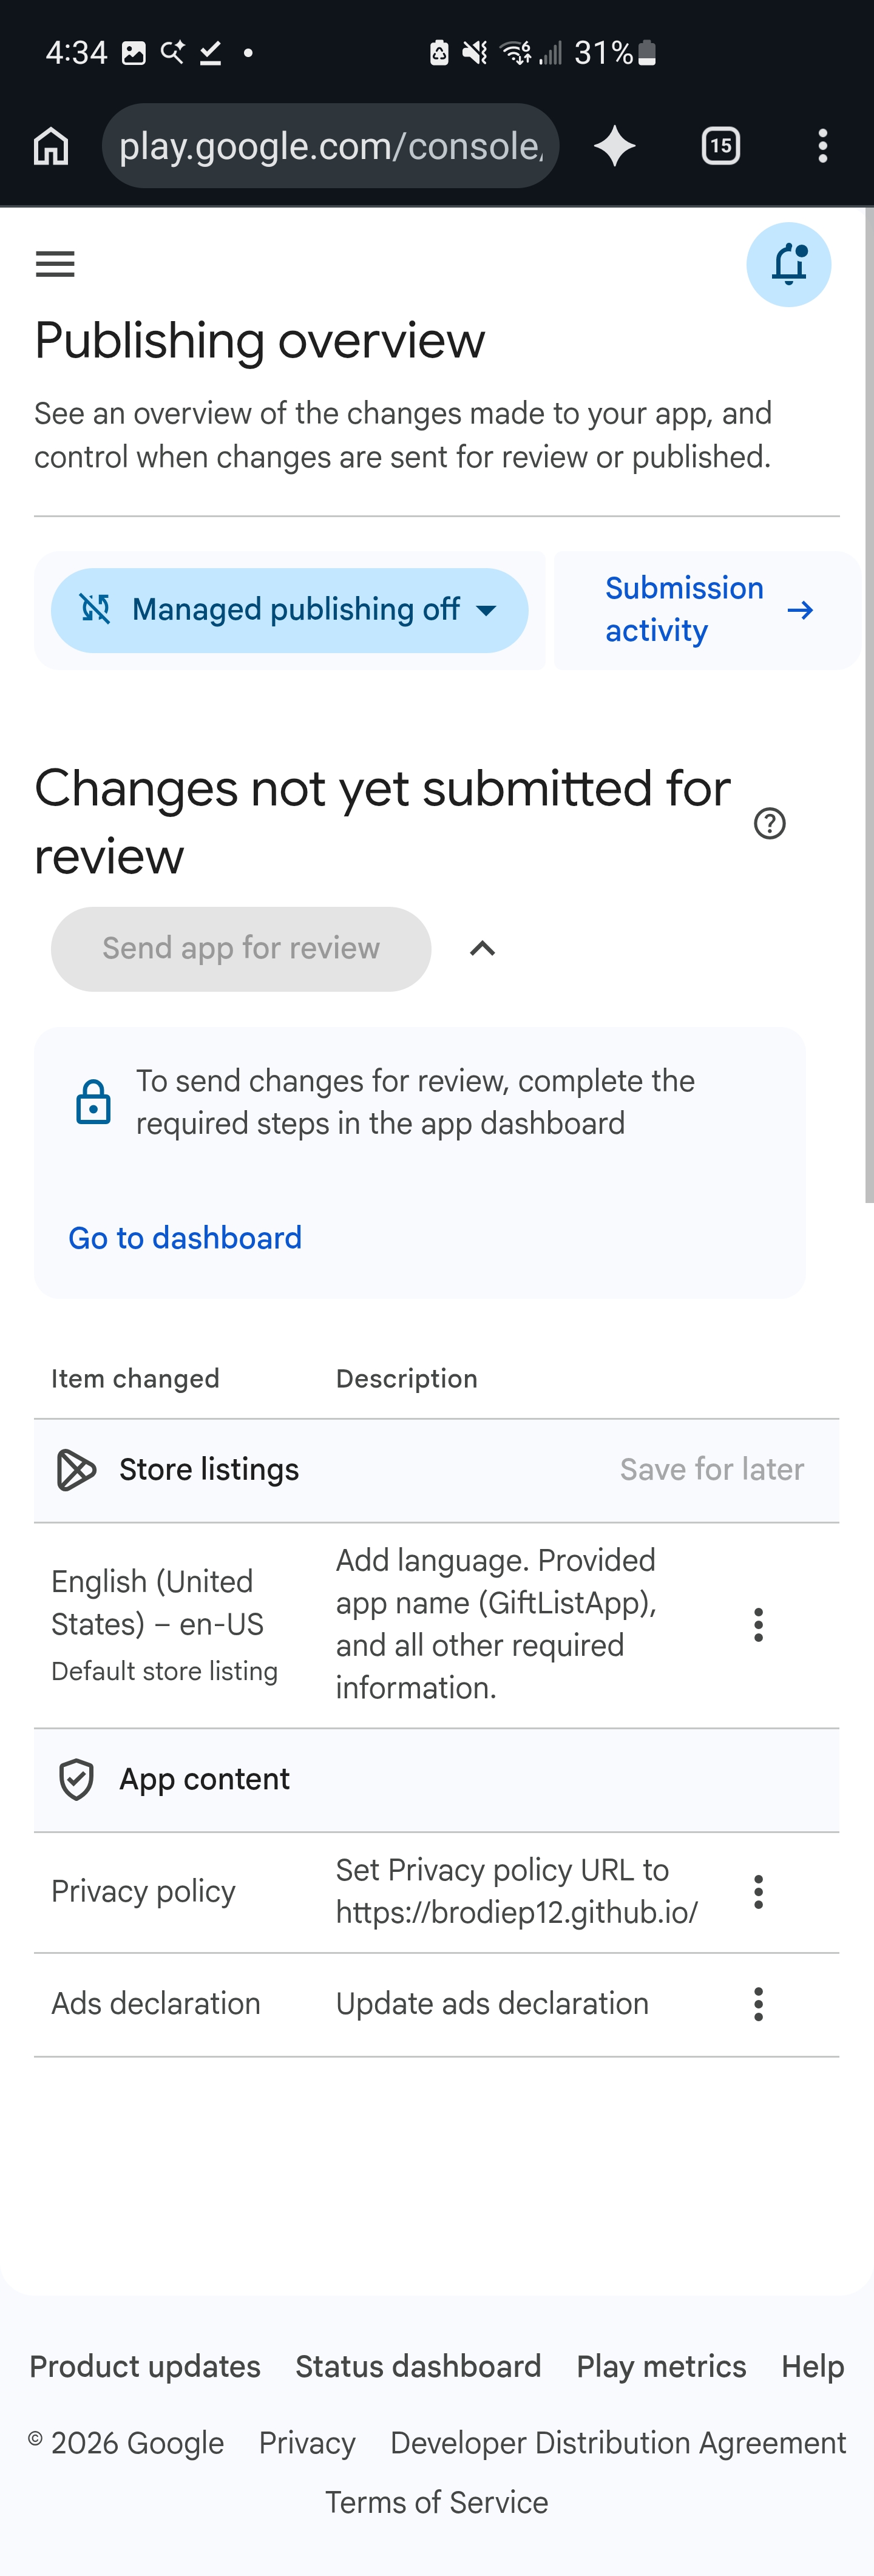 4:34
31%
play.google.com/console/
15
Publishing overview
See an overview of the changes made to your app, and
control when changes are sent for review or published.
Managed publishing off
Submission
activity
Changes not yet submitted for
review
Send app for review
To send changes for review, complete the
required steps in the app dashboard
Go to dashboard
Item changed Description
Store listings Save for later
English (United
States) – en-US
Default store listing
Add language. Provided
app name (GiftListApp),
and all other required
information.
App content
Privacy policy
Set Privacy policy URL to
https://brodiep12.github.io/
Ads declaration Update ads declaration
Product updates Status dashboard Play metrics Help
© 2026 Google Privacy Developer Distribution Agreement
Terms of Service